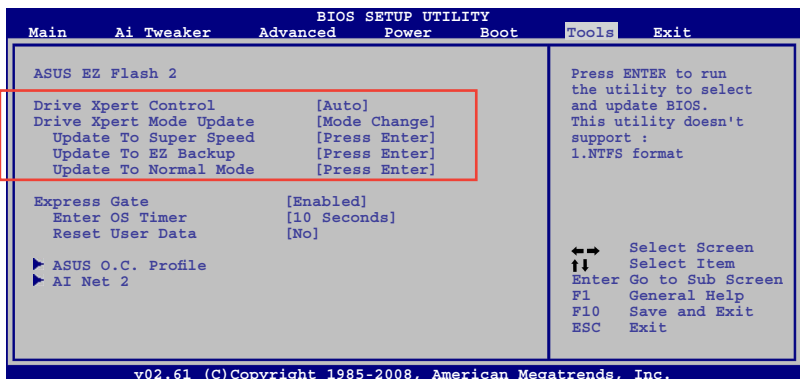 BIOS SETUP UTILITY
Main Ai Tweaker Advanced Power Boot Tools Exit
ASUS EZ Flash 2
Drive Xpert Control [Auto]
Drive Xpert Mode Update [Mode Change]
Update To Super Speed [Press Enter]
Update To EZ Backup [Press Enter]
Update To Normal Mode [Press Enter]
Express Gate [Enabled]
Enter OS Timer [10 Seconds]
Reset User Data [No]
ASUS O.C. Profile
AI Net 2
Press ENTER to run
the utility to select
and update BIOS.
This utility doesn't
support :
1.NTFS format
Select Screen
Select Item
Enter Go to Sub Screen
F1 General Help
F10 Save and Exit
ESC Exit
v02.61 (C)Copyright 1985-2008, American Megatrends, Inc.